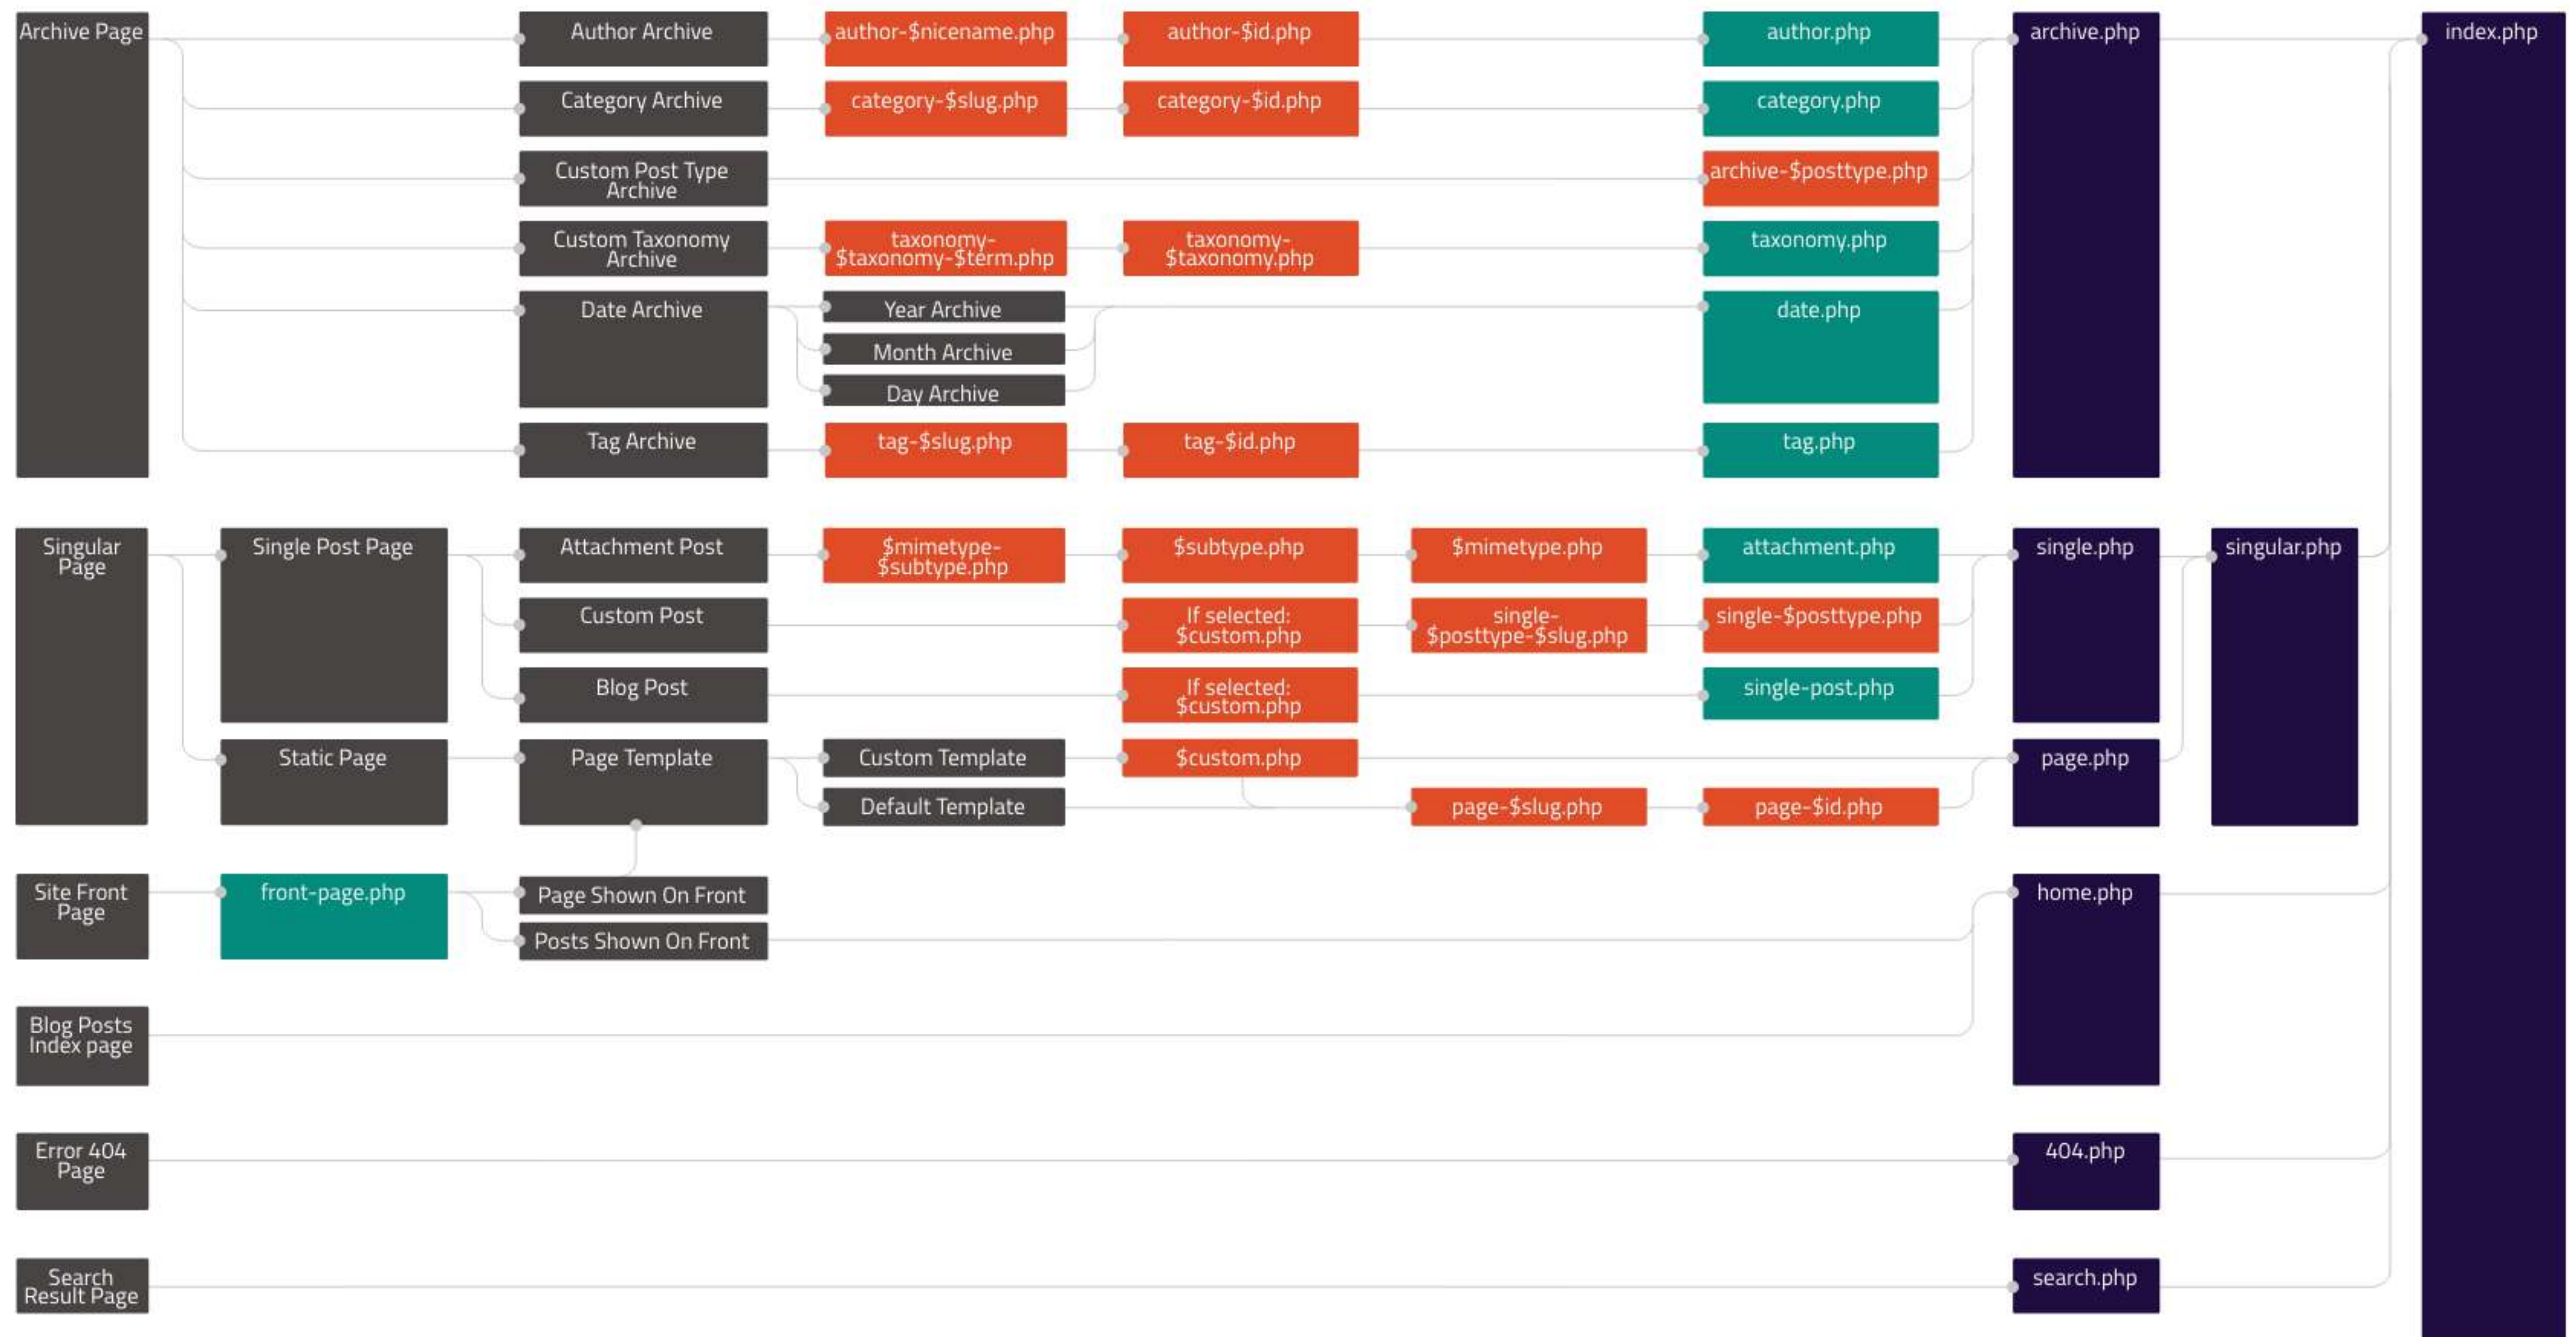 Archive Page
Author Archive
author-$nicename.php
author-$id.php
author.php
archive.php
index.php
Category Archive
category-$slug.php
category-$id.php
category.php
Custom Post Type
Archive
archive-$posttype.php
Custom Taxonomy
Archive
taxonomy-
$taxonomy-$term.php
taxonomy-
$taxonomy.php
taxonomy.php
Date Archive
Year Archive
Month Archive
Day Archive
date.php
Tag Archive
tag-$slug.php
tag-$id.php
tag.php
Singular
Page
Single Post Page
Attachment Post
$mimetype-
$subtype.php
$subtype.php
$mimetype.php
attachment.php
single.php
singular.php
Custom Post
If selected:
$custom.php
single-
$posttype-$slug.php
single-$posttype.php
Blog Post
If selected:
$custom.php
single-post.php
Static Page
Page Template
Custom Template
$custom.php
page.php
Default Template
page-$slug.php
page-$id.php
Site Front
Page
front-page.php
Page Shown On Front
Posts Shown On Front
home.php
Blog Posts
Index page
Error 404
Page
404.php
Search
Result Page
search.php